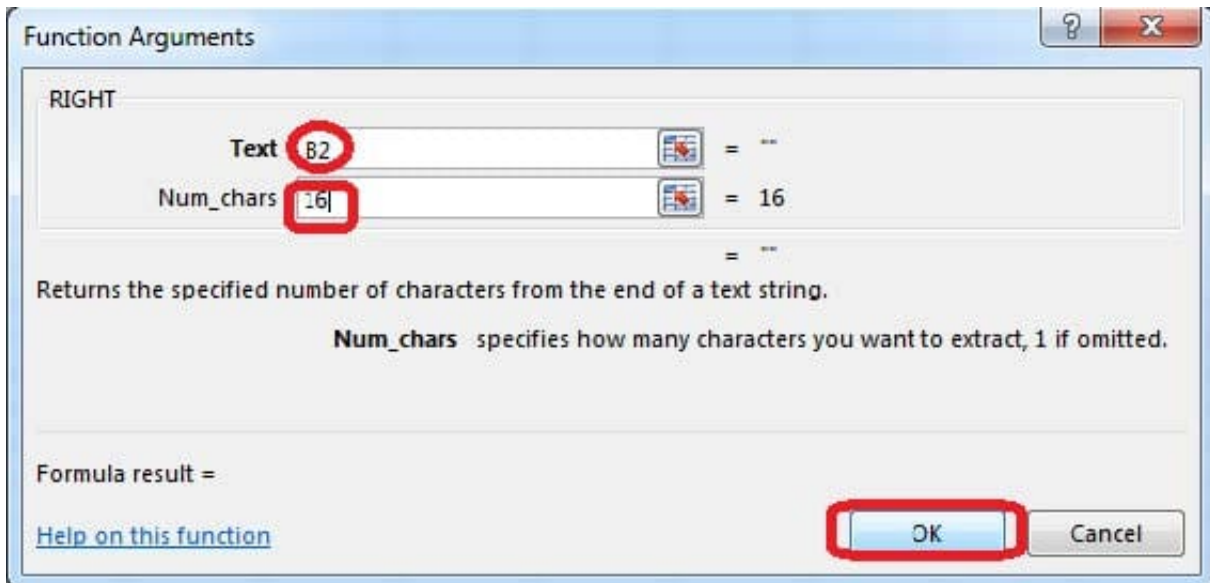 Function Arguments
RIGHT
Text B2 = ""
Num_chars 16 = 16
= ""
Returns the specified number of characters from the end of a text string.
Num_chars specifies how many characters you want to extract, 1 if omitted.
Formula result =
Help on this function
OK Cancel